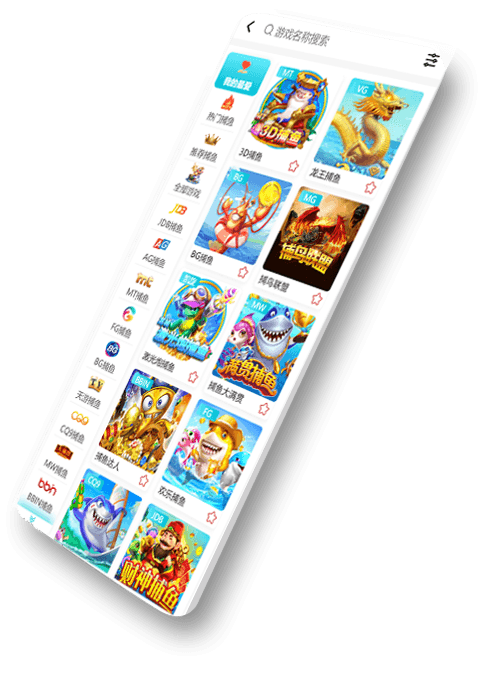 游戏名称搜索
我的最爱
热门捕鱼
推荐捕鱼
全部游戏
JDB
JDB捕鱼
AG
AG捕鱼
MT捕鱼
FG捕鱼
BG
BG捕鱼
天游捕鱼
CQ9
CQ9捕鱼
MW捕鱼
bbin
BBIN捕鱼
MT
3D捕鱼
3D捕鱼
VG
龙王捕鱼
BG
BG捕鱼
MG
捕鸟联盟
捕鸟联盟
激光炮捕鱼
MW
满贯捕鱼
捕鱼大满贯
BBIN
捕鱼达人
FG
欢乐捕鱼
CQ9
JDB
财神捕鱼